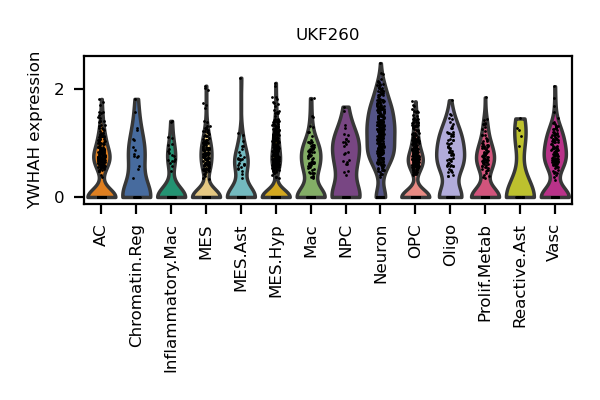 UKF260
YWHAH expression
2
0
AC
Chromatin.Reg
Inflammatory.Mac
MES
MES.Ast
MES.Hyp
Mac
NPC
Neuron
OPC
Oligo
Prolif.Metab
Reactive.Ast
Vasc